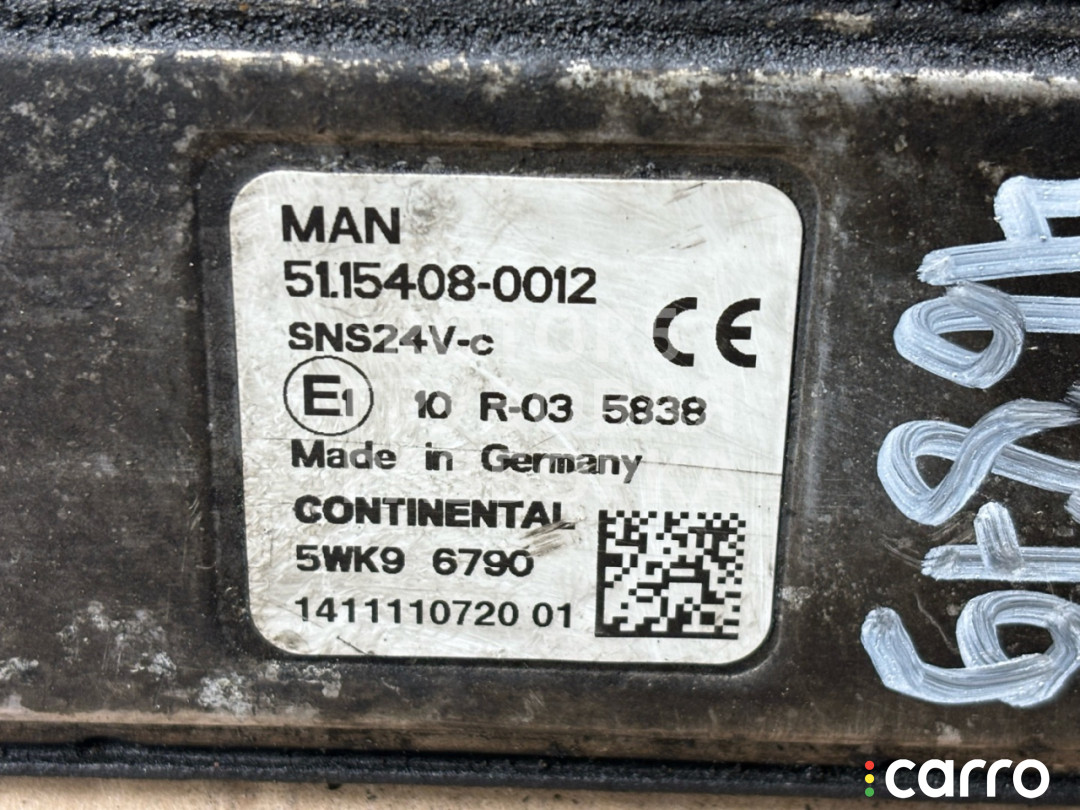 MAN
51.15408-0012
SNS24V-c
CE
E1 10 R-03 5838
Made in Germany
CONTINENTAL
5WK9 6790
1411110720 01
carro